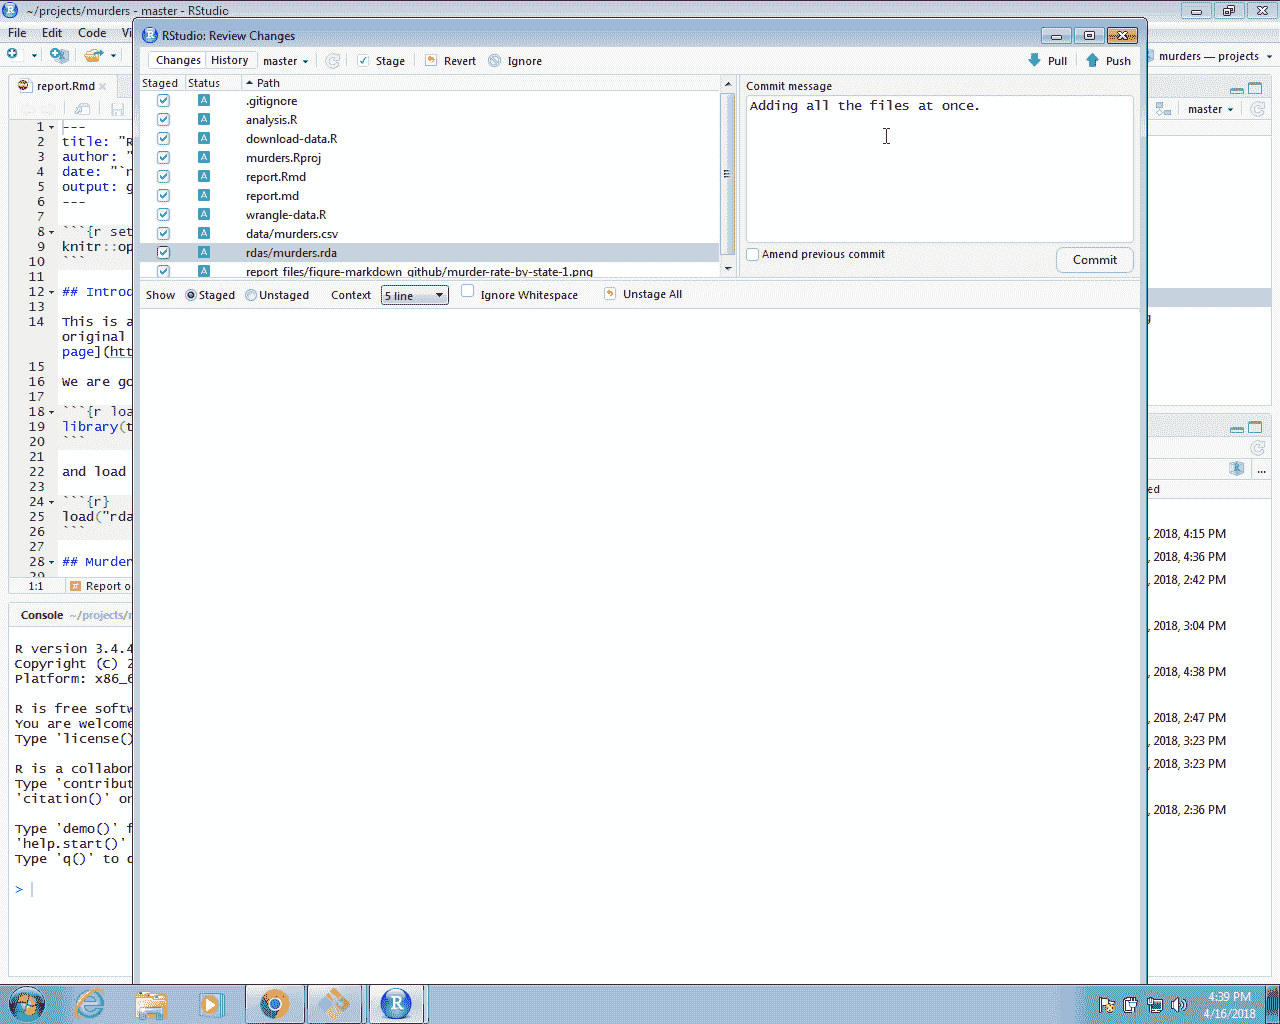 ~/projects/murders - master - RStudio
File Edit Code
RStudio: Review Changes
Changes History master Stage Revert Ignore Pull Push
murders — projects
report.Rmd
master
Staged Status Path
.gitignore
analysis.R
download-data.R
murders.Rproj
report.Rmd
report.md
wrangle-data.R
data/murders.csv
rdas/murders.rda
report_files/figure-markdown_github/murder-rate-by-state-1.png
Commit message
Adding all the files at once.
Amend previous commit Commit
Show Staged Unstaged Context 5 line Ignore Whitespace Unstage All
1 ---
2 title: "R
3 author: "
4 date: "`r
5 output: g
6 ---
7
8 ```{r set
9 knitr::op
10 ```
11
12 ## Introd
13
14 This is a
original
page](htt
15
16 We are go
17
18 ```{r loa
19 library(t
20 ```
21
22 and load
23
24 ```{r}
25 load("rda
26 ```
27
28 ## Murder
29
1:1 Report o
Console ~/projects/
R version 3.4.4
Copyright (C) 2
Platform: x86_6
R is free softw
You are welcome
Type 'license()
R is a collabor
Type 'contribut
'citation()' on
Type 'demo()' f
'help.start()'
Type 'q()' to q
>
ed
, 2018, 4:15 PM
, 2018, 4:36 PM
, 2018, 2:42 PM
, 2018, 3:04 PM
, 2018, 4:38 PM
, 2018, 2:47 PM
, 2018, 3:23 PM
, 2018, 3:23 PM
, 2018, 2:36 PM
4:39 PM
4/16/2018